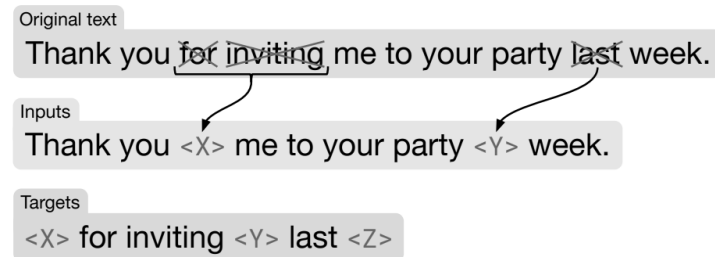 Original text
Thank you for inviting me to your party last week.
Inputs
Thank you <X> me to your party <Y> week.
Targets
<X> for inviting <Y> last <Z>